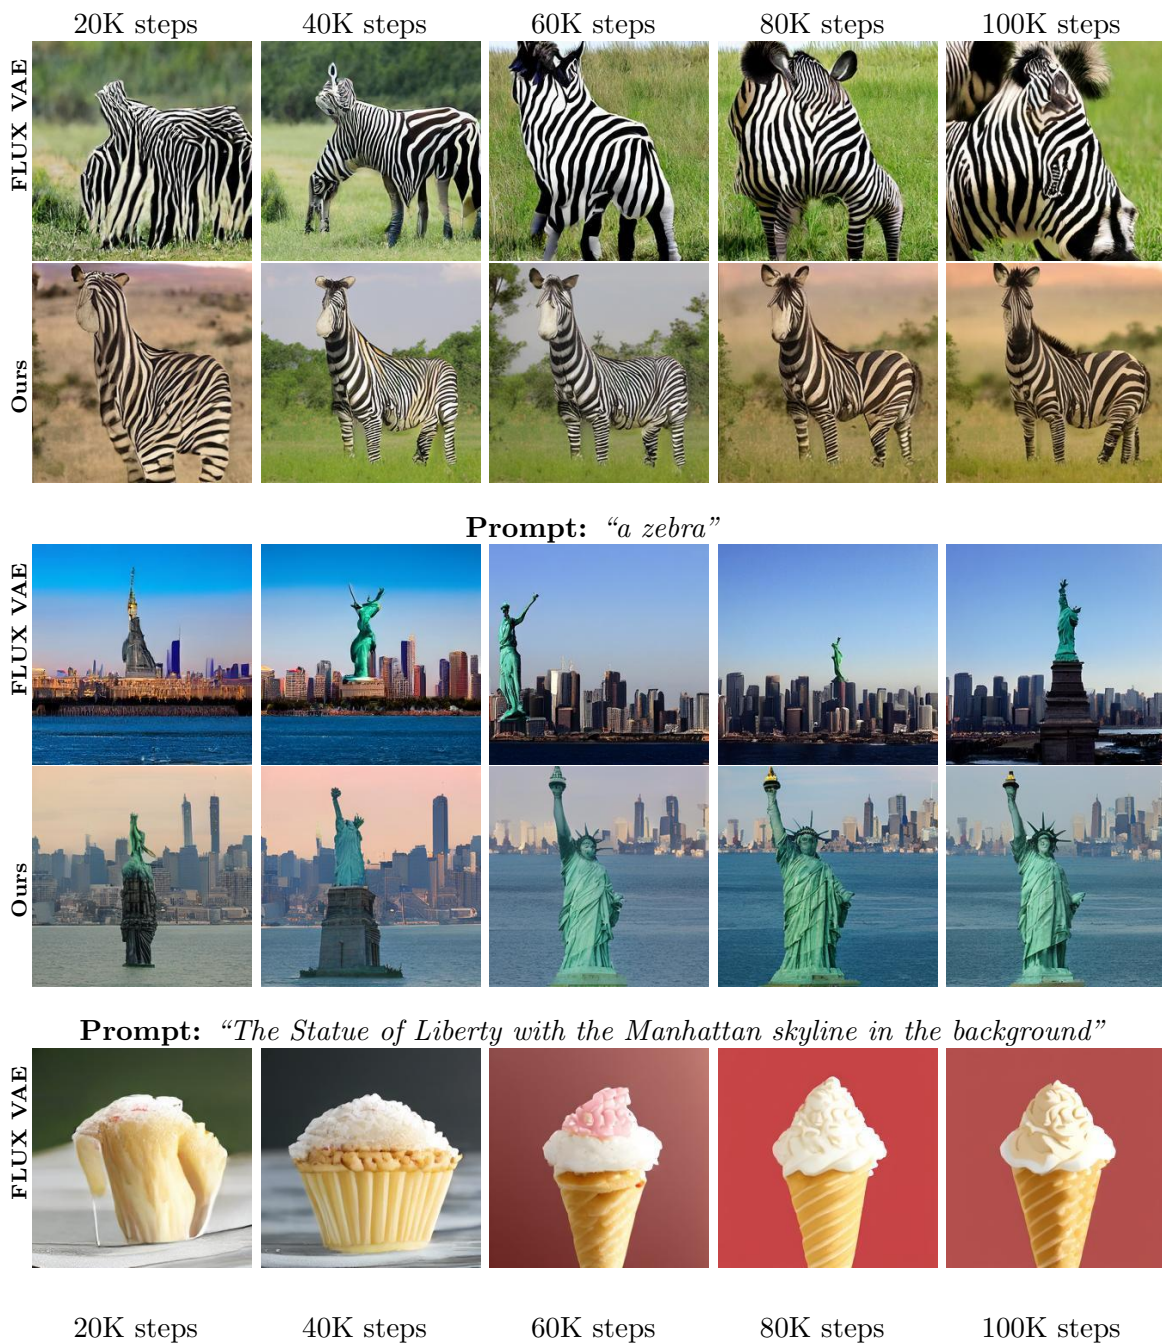 20K steps 40K steps 60K steps 80K steps 100K steps
FLUX VAE
Ours
Prompt: “a zebra”
FLUX VAE
Ours
Prompt: “The Statue of Liberty with the Manhattan skyline in the background”
FLUX VAE
20K steps 40K steps 60K steps 80K steps 100K steps